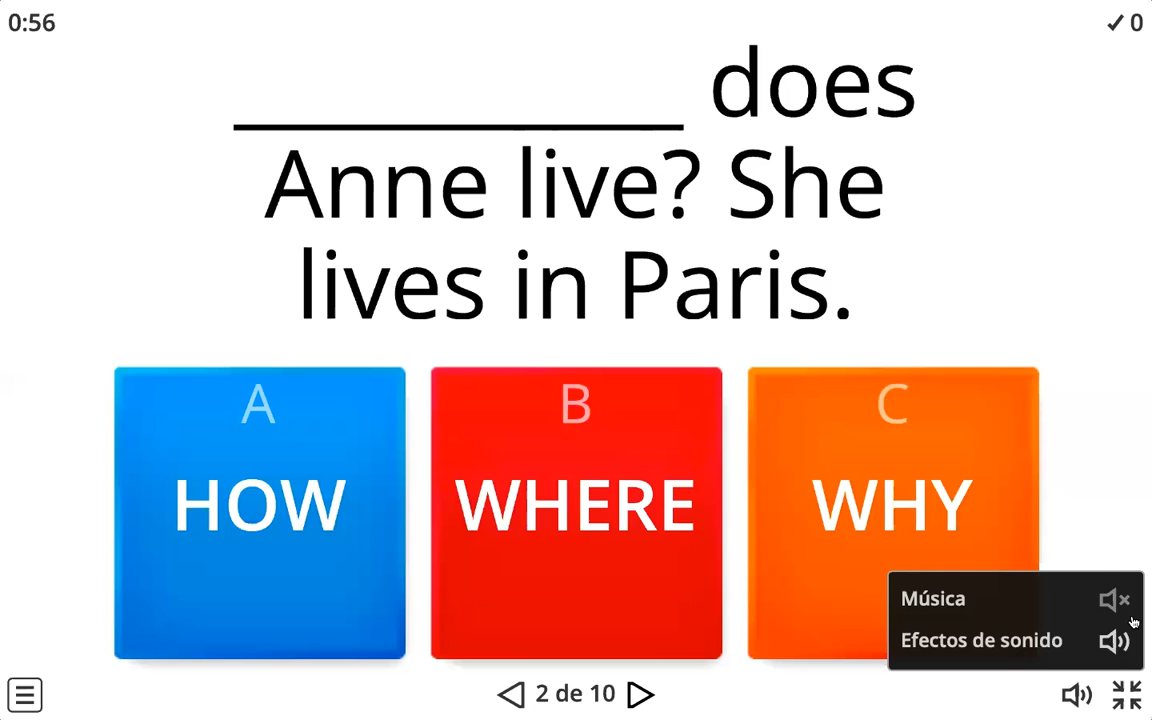 0:56
✓ 0
______________ does
Anne live? She
lives in Paris.
A
HOW
B
WHERE
C
WHY
Música
Efectos de sonido
2 de 10